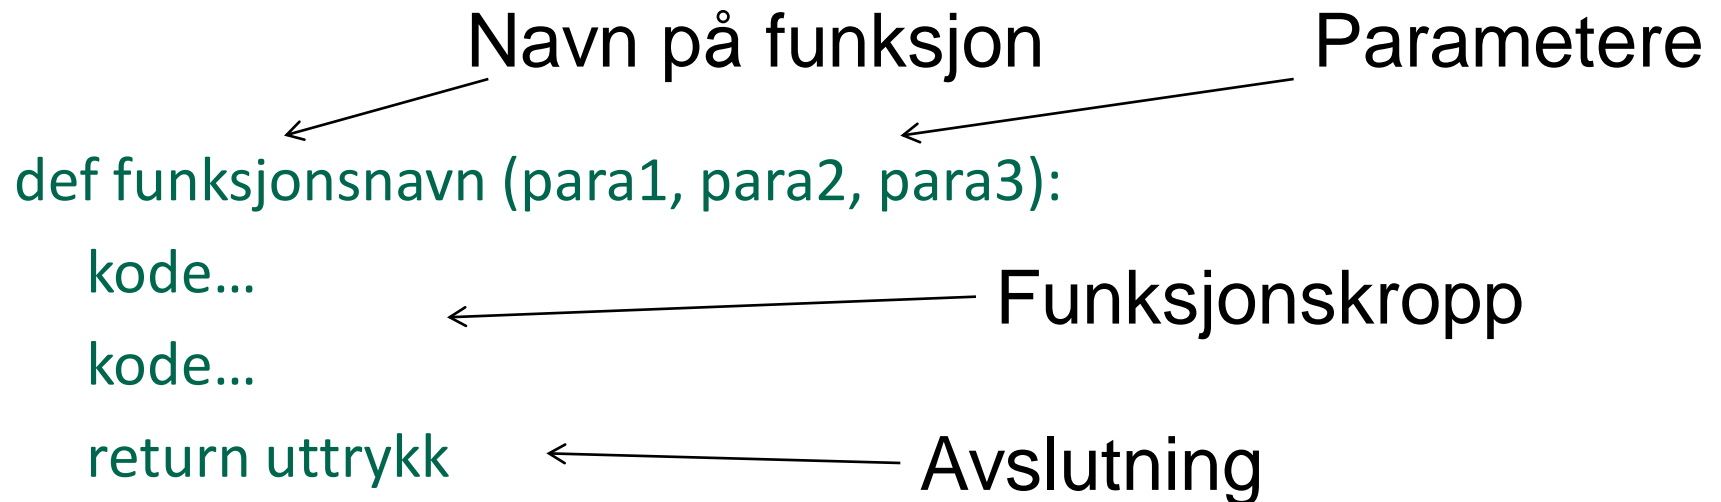 Navn på funksjon
Parametere
def funksjonsnavn (para1, para2, para3):
kode…
Funksjonskropp
kode…
return uttrykk
Avslutning